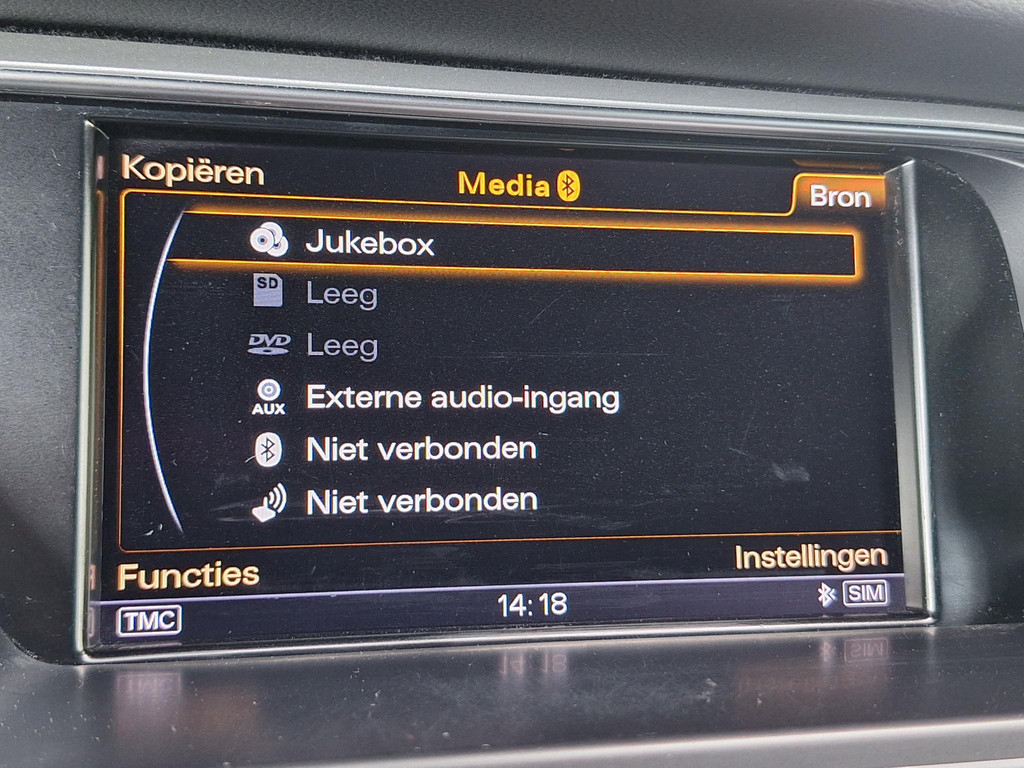 Kopiëren
Media
Bron
Jukebox
SD Leeg
DVD Leeg
AUX Externe audio-ingang
Niet verbonden
Niet verbonden
Functies
Instellingen
TMC
14:18
SIM